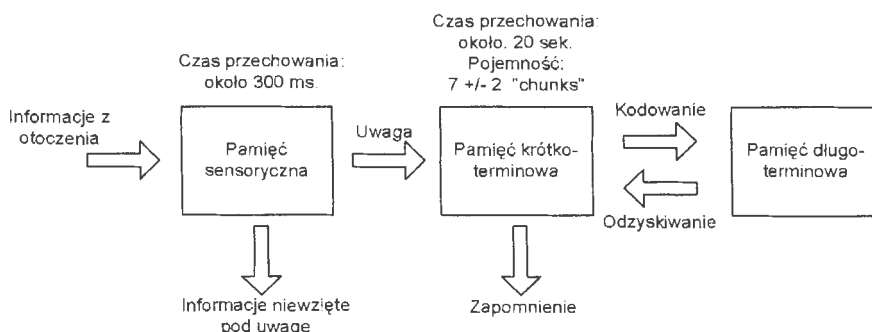 Czas przechowywania:
około 300 ms.
Czas przechowania:
około. 20 sek.
Pojemność:
7 +/- 2 "chunks"
Informacje z
otoczenia
Pamięć
sensoryczna
Uwaga
Pamięć krótko-
terminowa
Kodowanie
Odzyskiwanie
Pamięć długo-
terminowa
Informacje niewzięte
pod uwagę
Zapomnienie